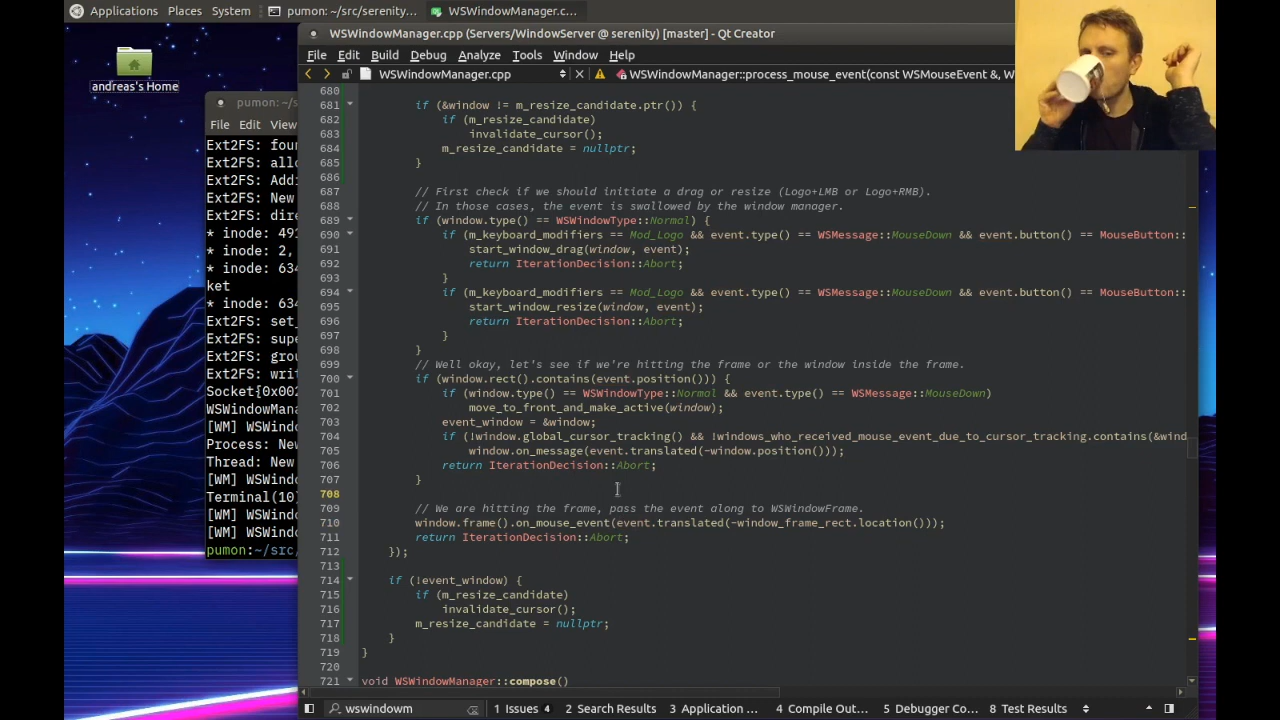 Applications Places System pumon: ~/src/serenity... WSWindowManager.cpp (...
WSWindowManager.cpp (Servers/WindowServer @ serenity) [master] - Qt Creator
File Edit Build Debug Analyze Tools Window Help
WSWindowManager.cpp WSWindowManager::process_mouse_event(const WSMouseEvent &, W
andreas's Home
pumon: ~/s
File Edit View
Ext2FS: four
Ext2FS: allo
Ext2FS: Addi
Ext2FS: New
Ext2FS: dire
* inode: 491
* inode: 2,
* inode: 634
ket
* inode: 634
Ext2FS: set_
Ext2FS: supe
Ext2FS: grou
Ext2FS: writ
Socket{0x002
WSWindowMana
[WM] WSWindo
Process: New
Thread: New
[WM] WSWindo
Terminal(10)
[WM] WSWindo
[WM] WSWindo
pumon:~/src/
680
681 if (&window != m_resize_candidate.ptr()) {
682 if (m_resize_candidate)
683 invalidate_cursor();
684 m_resize_candidate = nullptr;
685 }
686
687 // First check if we should initiate a drag or resize (Logo+LMB or Logo+RMB).
688 // In those cases, the event is swallowed by the window manager.
689 if (window.type() == WSWindowType::Normal) {
690 if (m_keyboard_modifiers == Mod_Logo && event.type() == WSMessage::MouseDown && event.button() == MouseButton::
691 start_window_drag(window, event);
692 return IterationDecision::Abort;
693 }
694 if (m_keyboard_modifiers == Mod_Logo && event.type() == WSMessage::MouseDown && event.button() == MouseButton::
695 start_window_resize(window, event);
696 return IterationDecision::Abort;
697 }
698 }
699 // Well okay, let's see if we're hitting the frame or the window inside the frame.
700 if (window.rect().contains(event.position())) {
701 if (window.type() == WSWindowType::Normal && event.type() == WSMessage::MouseDown)
702 move_to_front_and_make_active(window);
703 event_window = &window;
704 if (!window.global_cursor_tracking() && !windows_who_received_mouse_event_due_to_cursor_tracking.contains(&wind
705 window.on_message(event.translated(-window.position()));
706 return IterationDecision::Abort;
707 }
708
709 // We are hitting the frame, pass the event along to WSWindowFrame.
710 window.frame().on_mouse_event(event.translated(-window_frame_rect.location()));
711 return IterationDecision::Abort;
712 });
713
714 if (!event_window) {
715 if (m_resize_candidate)
716 invalidate_cursor();
717 m_resize_candidate = nullptr;
718 }
719 }
720
721 void WSWindowManager::compose()
wswindowm 1 Issues 4 2 Search Results 3 Application ... 4 Compile Out... 5 Debugger Co... 8 Test Results